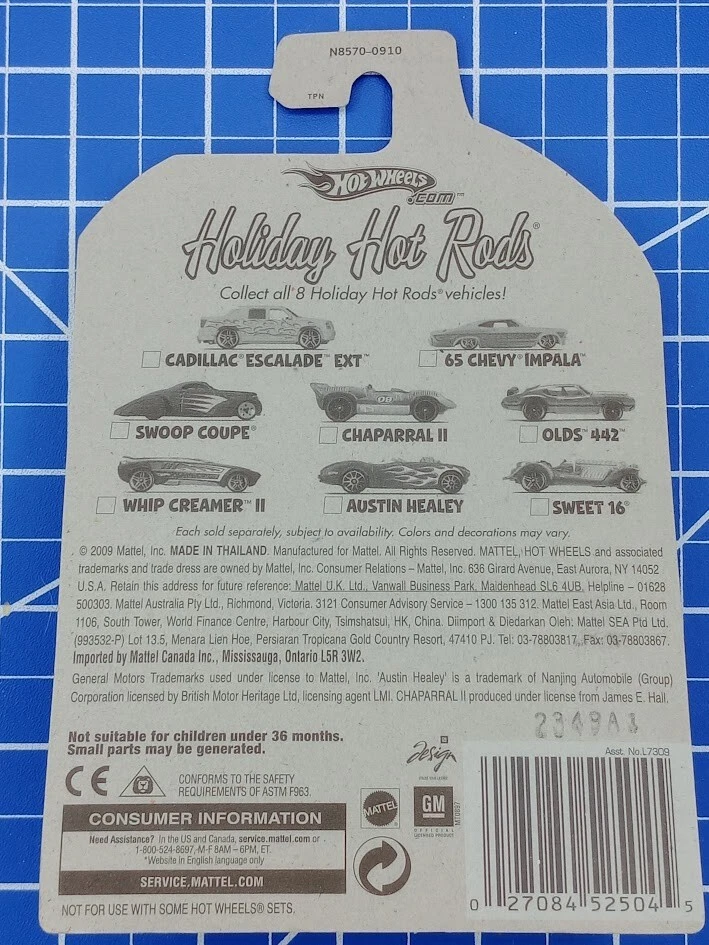 N8570-0910
TPN
HOT WHEELS
.COM™
Holiday Hot Rods®
Collect all 8 Holiday Hot Rods® vehicles!
CADILLAC® ESCALADE™ EXT™
65 CHEVY® IMPALA™
09
SWOOP COUPE®
CHAPARRAL II
OLDS™ 442™
WHIP CREAMER™ II
AUSTIN HEALEY
SWEET 16®
Each sold separately, subject to availability. Colors and decorations may vary.
© 2009 Mattel, Inc. MADE IN THAILAND. Manufactured for Mattel. All Rights Reserved. MATTEL, HOT WHEELS and associated
trademarks and trade dress are owned by Mattel, Inc. Consumer Relations – Mattel, Inc. 636 Girard Avenue, East Aurora, NY 14052
U.S.A. Retain this address for future reference: Mattel U.K. Ltd., Vanwall Business Park, Maidenhead SL6 4UB. Helpline – 01628
500303. Mattel Australia Pty Ltd., Richmond, Victoria. 3121 Consumer Advisory Service – 1300 135 312. Mattel East Asia Ltd., Room
1106, South Tower, World Finance Centre, Harbour City, Tsimshatsui, HK, China. Diimport & Diedarkan Oleh: Mattel SEA Ptd Ltd.
(993532-P) Lot 13.5, Menara Lien Hoe, Persiaran Tropicana Gold Country Resort, 47410 PJ. Tel: 03-78803817, Fax: 03-78803867.
Imported by Mattel Canada Inc., Mississauga, Ontario L5R 3W2.
General Motors Trademarks used under license to Mattel, Inc. 'Austin Healey' is a trademark of Nanjing Automobile (Group)
Corporation licensed by British Motor Heritage Ltd, licensing agent LMI. CHAPARRAL II produced under license from James E. Hall.
2349A1
Not suitable for children under 36 months.
Small parts may be generated.
Design
Asst. No.L7309
CE
CONFORMS TO THE SAFETY
REQUIREMENTS OF ASTM F963.
MATTEL
GM
OFFICIAL
LICENSED PRODUCT
CONSUMER INFORMATION
Need Assistance? In the US and Canada, service.mattel.com or
1-800-524-8697, M-F 8AM – 6PM, ET.
*Website in English language only
SERVICE.MATTEL.COM
NOT FOR USE WITH SOME HOT WHEELS® SETS.
0 27084 52504 5